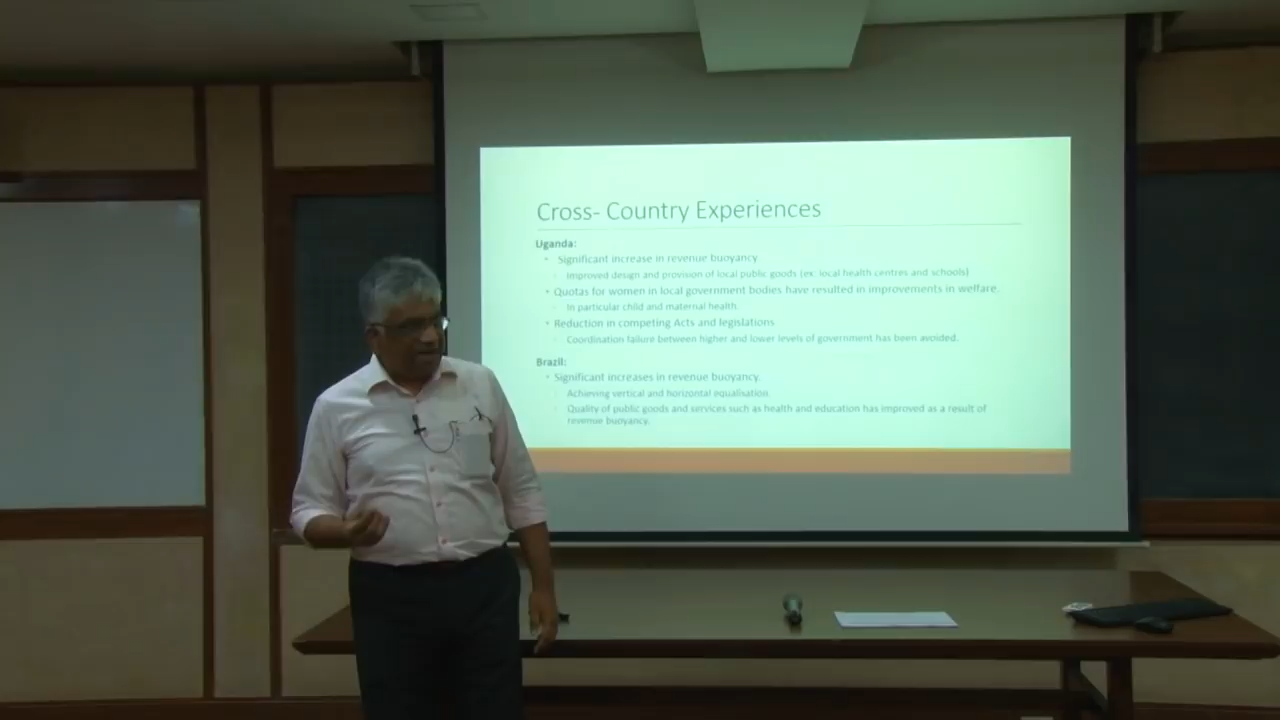 Cross- Country Experiences
Uganda:
• Significant increase in revenue buoyancy
Improved design and provision of local public goods (ex: local health centres and schools)
• Quotas for women in local government bodies have resulted in improvements in welfare.
In particular child and maternal health.
• Reduction in competing Acts and legislations
Coordination failure between higher and lower levels of government has been avoided.
Brazil:
• Significant increases in revenue buoyancy.
Achieving vertical and horizontal equalisation
Quality of public goods and services such as health and education has improved as a result of
revenue buoyancy.